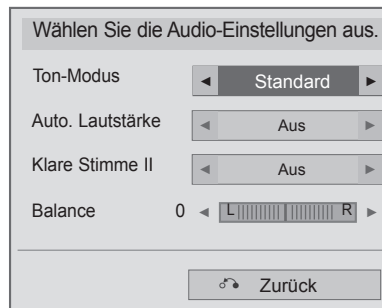 Wählen Sie die Audio-Einstellungen aus.
Ton-Modus ◄ Standard ►
Auto. Lautstärke ◄ Aus ►
Klare Stimme II ◄ Aus ►
Balance 0 ◄ L R ►
Zurück